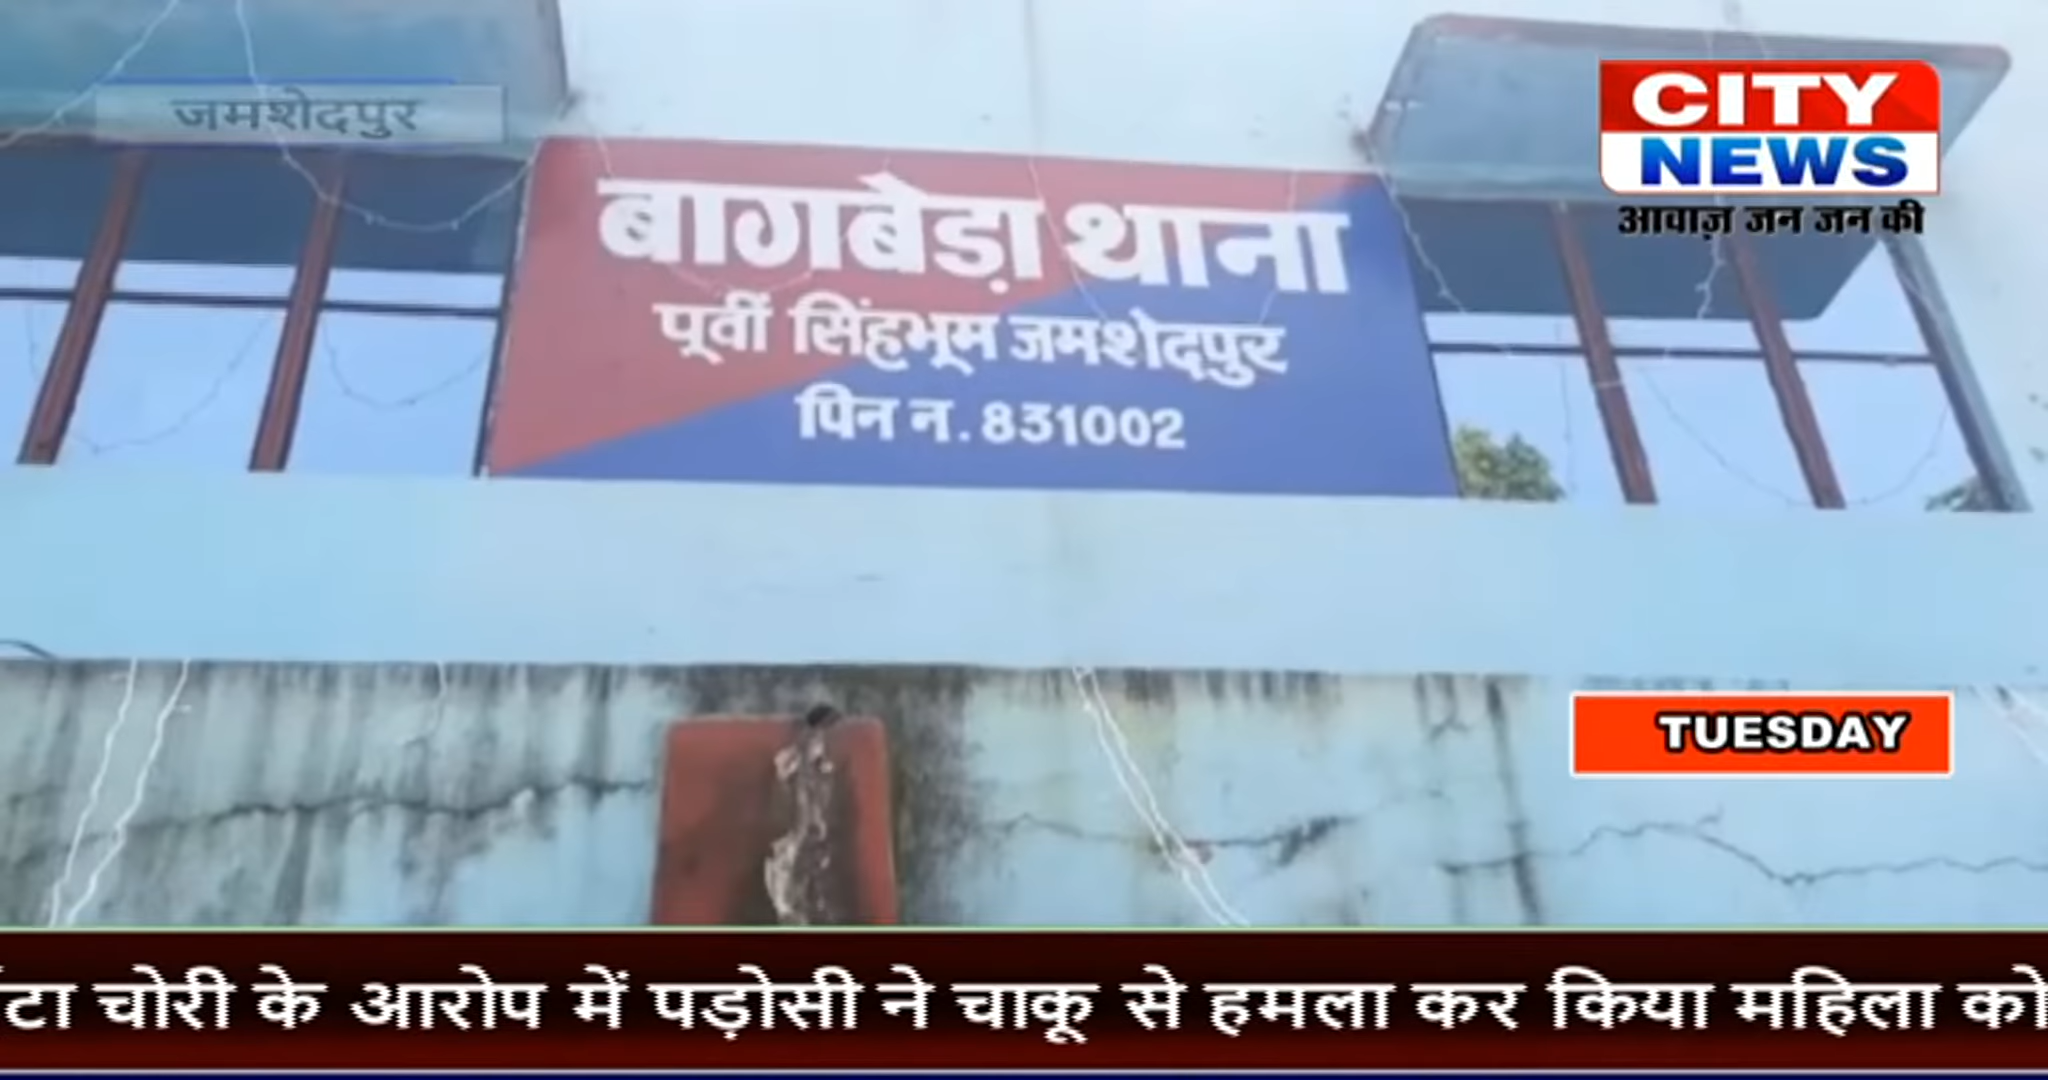 जमशेदपुर
CITY
NEWS
आवाज़ जन जन की
बागबेड़ा थाना
पूर्वी सिंहभूम जमशेदपुर
पिन न. 831002
TUESDAY
चोरी के आरोप में पड़ोसी ने चाकू से हमला कर किया महिला को